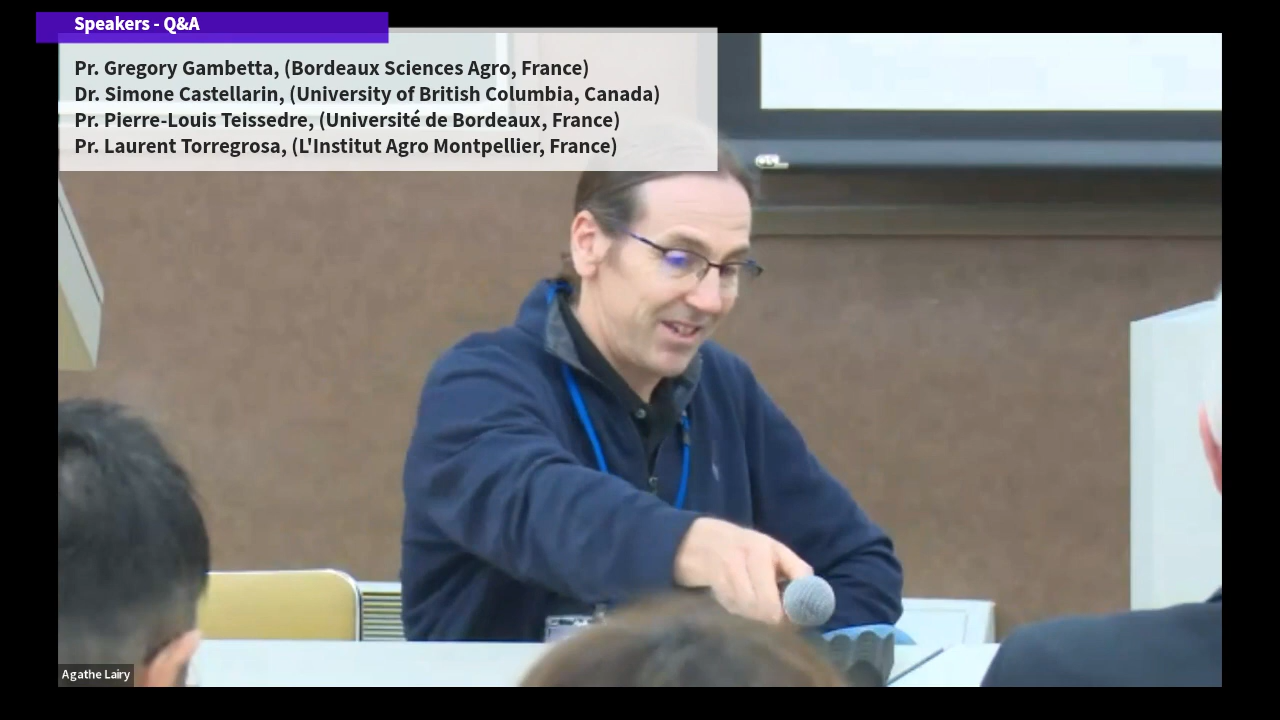 Speakers - Q&A
Pr. Gregory Gambetta, (Bordeaux Sciences Agro, France)
Dr. Simone Castellarin, (University of British Columbia, Canada)
Pr. Pierre-Louis Teissedre, (Université de Bordeaux, France)
Pr. Laurent Torregrosa, (L'Institut Agro Montpellier, France)
Agathe Lairy